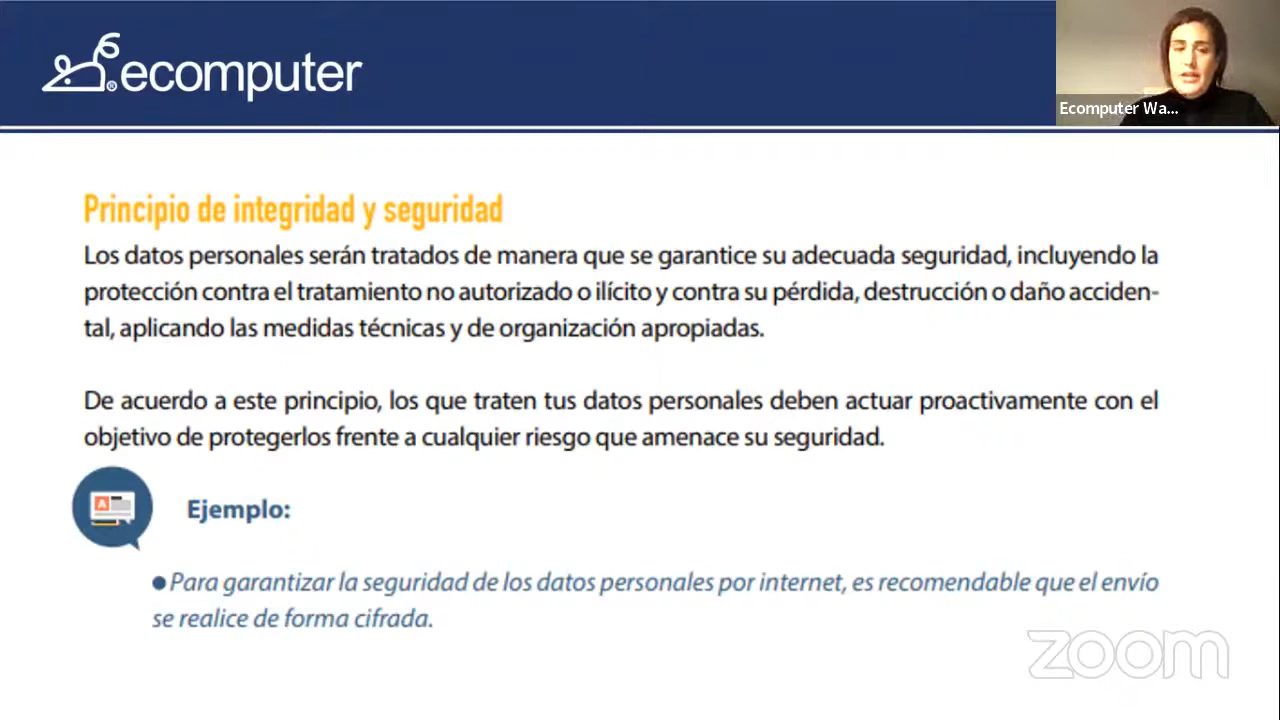 ecomputer
Ecomputer Wa...
Principio de integridad y seguridad
Los datos personales serán tratados de manera que se garantice su adecuada seguridad, incluyendo la
protección contra el tratamiento no autorizado o ilícito y contra su pérdida, destrucción o daño acciden-
tal, aplicando las medidas técnicas y de organización apropiadas.
De acuerdo a este principio, los que traten tus datos personales deben actuar proactivamente con el
objetivo de protegerlos frente a cualquier riesgo que amenace su seguridad.
A
Ejemplo:
●Para garantizar la seguridad de los datos personales por internet, es recomendable que el envío
se realice de forma cifrada.
zoom